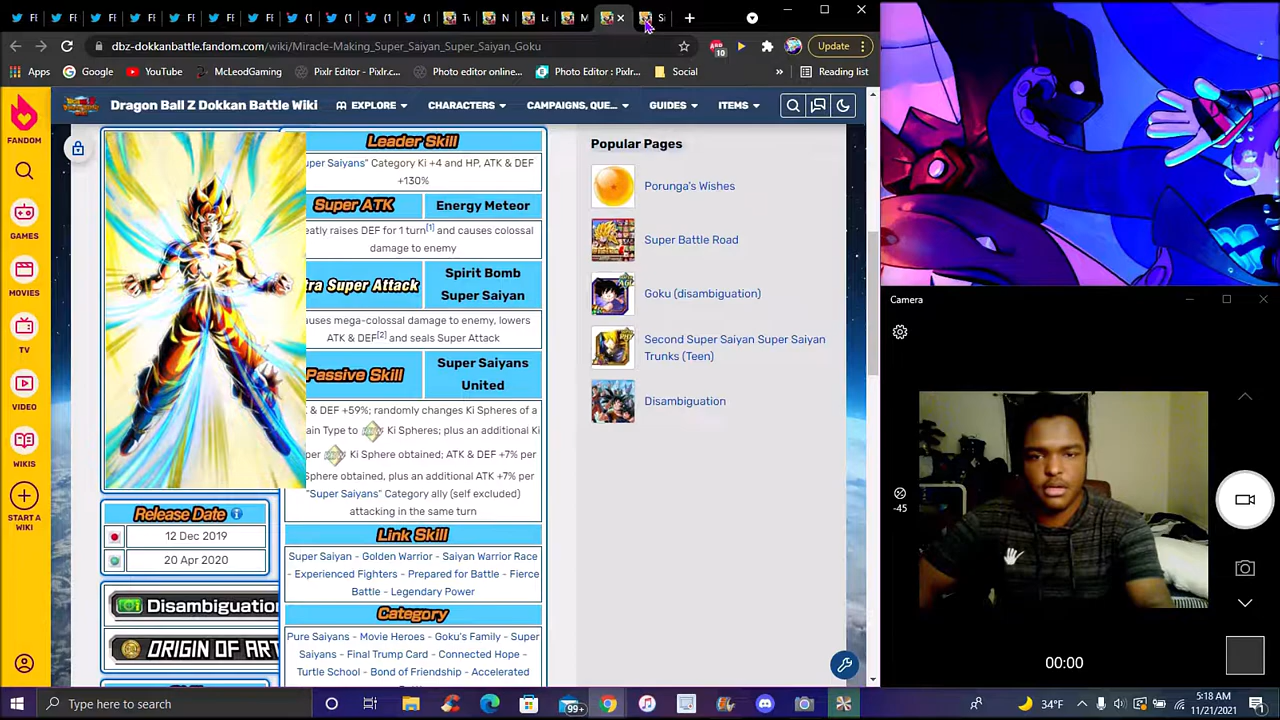 dbz-dokkanbattle.fandom.com/wiki/Miracle-Making_Super_Saiyan_Super_Saiyan_Goku
10
Update
Apps
Google
YouTube
McLeodGaming
Pixlr Editor - Pixlr.c...
Photo editor online...
Photo Editor : Pixlr...
Social
»
Reading list
FANDOM
GAMES
MOVIES
TV
VIDEO
WIKIS
START A
WIKI
Dragon Ball Z Dokkan Battle Wiki
EXPLORE
CHARACTERS
CAMPAIGNS, QUE...
GUIDES
ITEMS
Leader Skill
uper Saiyans" Category Ki +4 and HP, ATK & DEF
+130%
Super ATK
Energy Meteor
eatly raises DEF for 1 turn[1] and causes colossal
damage to enemy
tra Super Attack
Spirit Bomb
Super Saiyan
auses mega-colossal damage to enemy, lowers
ATK & DEF[2] and seals Super Attack
Passive Skill
Super Saiyans
United
& DEF +59%; randomly changes Ki Spheres of a
ain Type to Ki Spheres; plus an additional Ki
per Ki Sphere obtained; ATK & DEF +7% per
phere obtained, plus an additional ATK +7% per
"Super Saiyans" Category ally (self excluded)
attacking in the same turn
Link Skill
Super Saiyan - Golden Warrior - Saiyan Warrior Race
- Experienced Fighters - Prepared for Battle - Fierce
Battle - Legendary Power
Category
Pure Saiyans - Movie Heroes - Goku's Family - Super
Saiyans - Final Trump Card - Connected Hope -
Turtle School - Bond of Friendship - Accelerated
Release Date
12 Dec 2019
20 Apr 2020
Disambiguation
ORIGIN OF ART
Popular Pages
Porunga's Wishes
Super Battle Road
Goku (disambiguation)
Second Super Saiyan Super Saiyan
Trunks (Teen)
Disambiguation
Camera
-45
00:00
Type here to search
99+
34°F
5:18 AM
11/21/2021